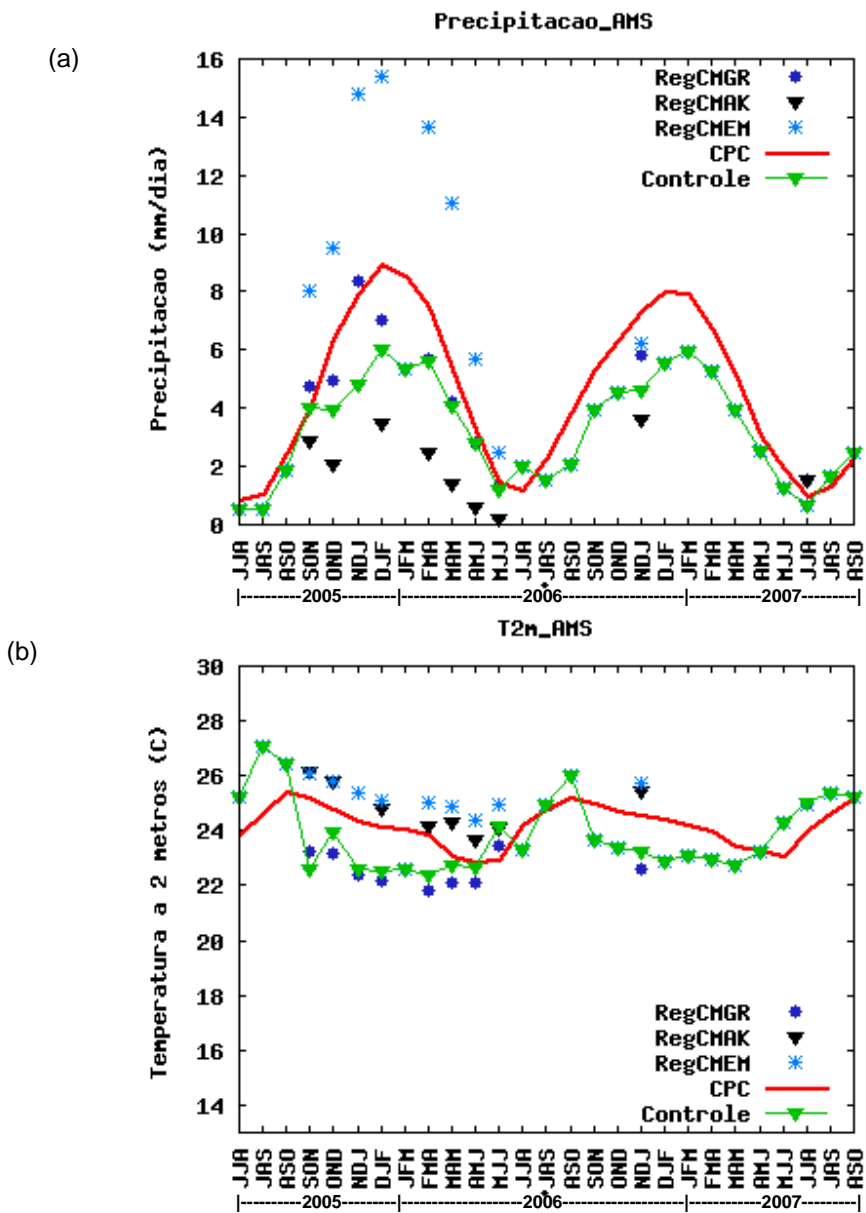 Precipitacao_AMS
(a)
16
14
12
10
8
6
4
2
0
Precipitacao (mm/dia)
RegCMGR
RegCMAK
RegCMEM
CPC
Controle
JJA JAS ASO SON OND NDJ DJF JFM FMA MAM AMJ MJJ JJA JAS ASO SON OND NDJ DJF JFM FMA MAM AMJ MJJ JJA JAS ASO
|----------2005----------|--------------------2006--------------------|------------2007----------|
T2m_AMS
(b)
30
28
26
24
22
20
18
16
14
Temperatura a 2 metros (C)
RegCMGR
RegCMAK
RegCMEM
CPC
Controle
JJA JAS ASO SON OND NDJ DJF JFM FMA MAM AMJ MJJ JJA JAS ASO SON OND NDJ DJF JFM FMA MAM AMJ MJJ JJA JAS ASO
|----------2005----------|--------------------2006--------------------|------------2007----------|